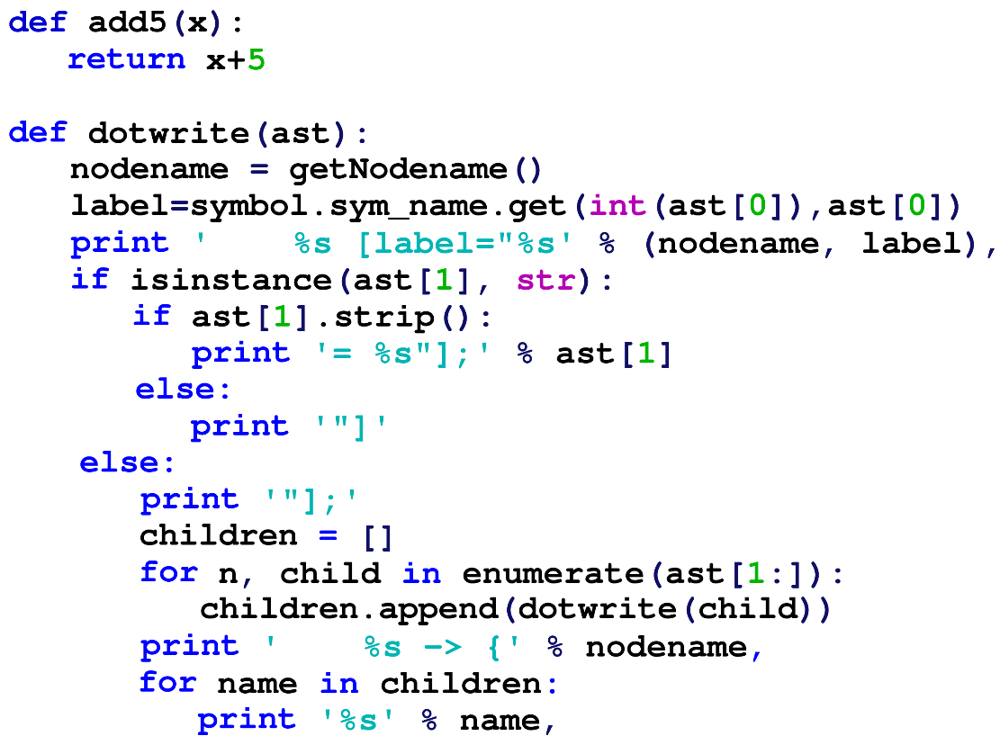 def add5(x):
   return x+5

def dotwrite(ast):
   nodename = getNodename()
   label=symbol.sym_name.get(int(ast[0]),ast[0])
   print '    %s [label="%s' % (nodename, label),
   if isinstance(ast[1], str):
      if ast[1].strip():
         print '= %s"];' % ast[1]
      else:
         print '"]'
   else:
      print '"];'
      children = []
      for n, child in enumerate(ast[1:]):
         children.append(dotwrite(child))
      print '    %s -> {' % nodename,
      for name in children:
         print '%s' % name,